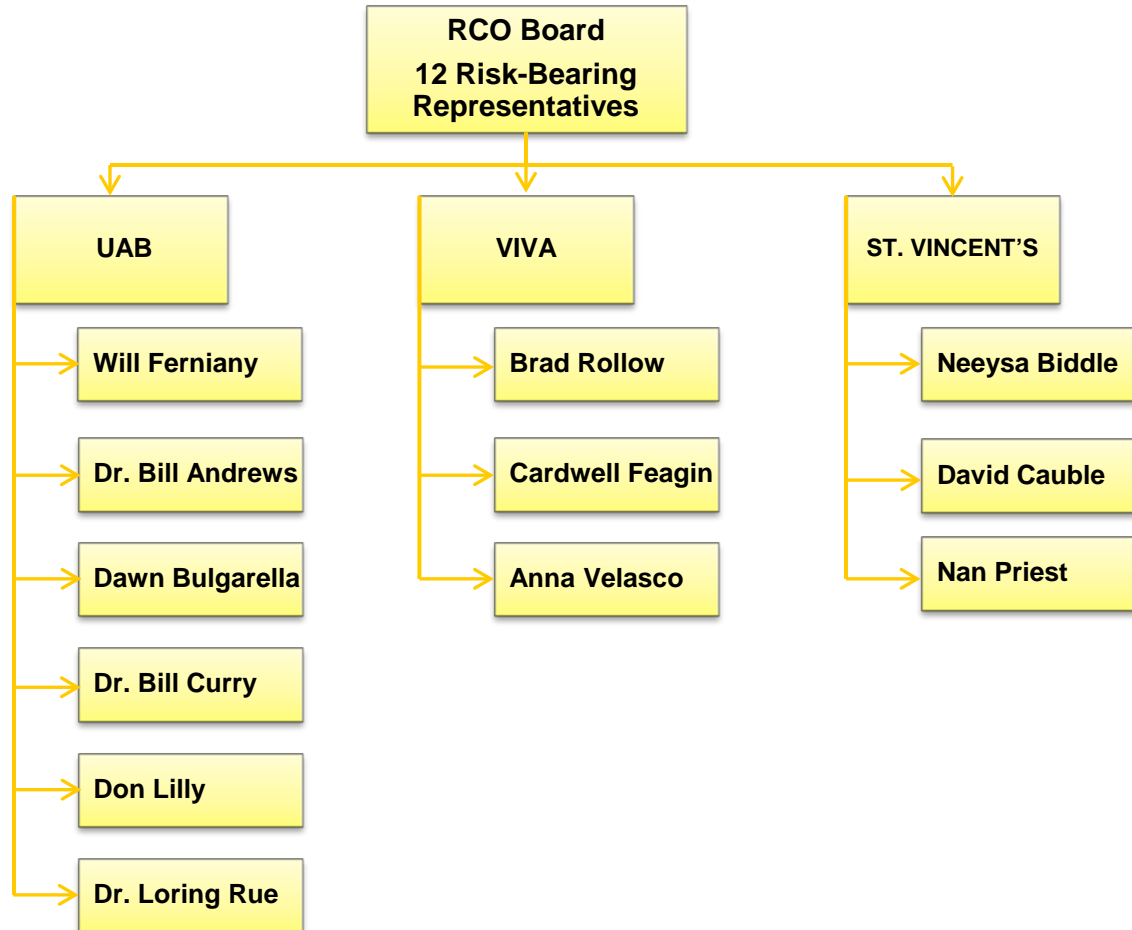 RCO Board
12 Risk-Bearing
Representatives
UAB
Will Ferniany
Dr. Bill Andrews
Dawn Bulgarella
Dr. Bill Curry
Don Lilly
Dr. Loring Rue
VIVA
Brad Rollow
Cardwell Feagin
Anna Velasco
ST. VINCENT’S
Neeysa Biddle
David Cauble
Nan Priest